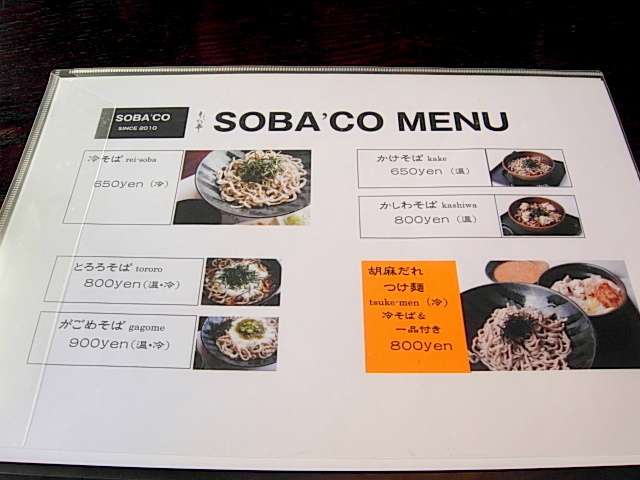 SOBA'CO
SINCE 2010
SOBA'CO MENU
冷そば rei-soba
650yen (冷)
とろろそば tororo
800yen(温・冷)
がごめそば gagome
900yen(温・冷)
かけそば kake
650yen (温)
かしわそば kashiwa
800yen (温)
胡麻だれ
つけ麺
tsuke-men (冷)
冷そば&
一品付き
800yen